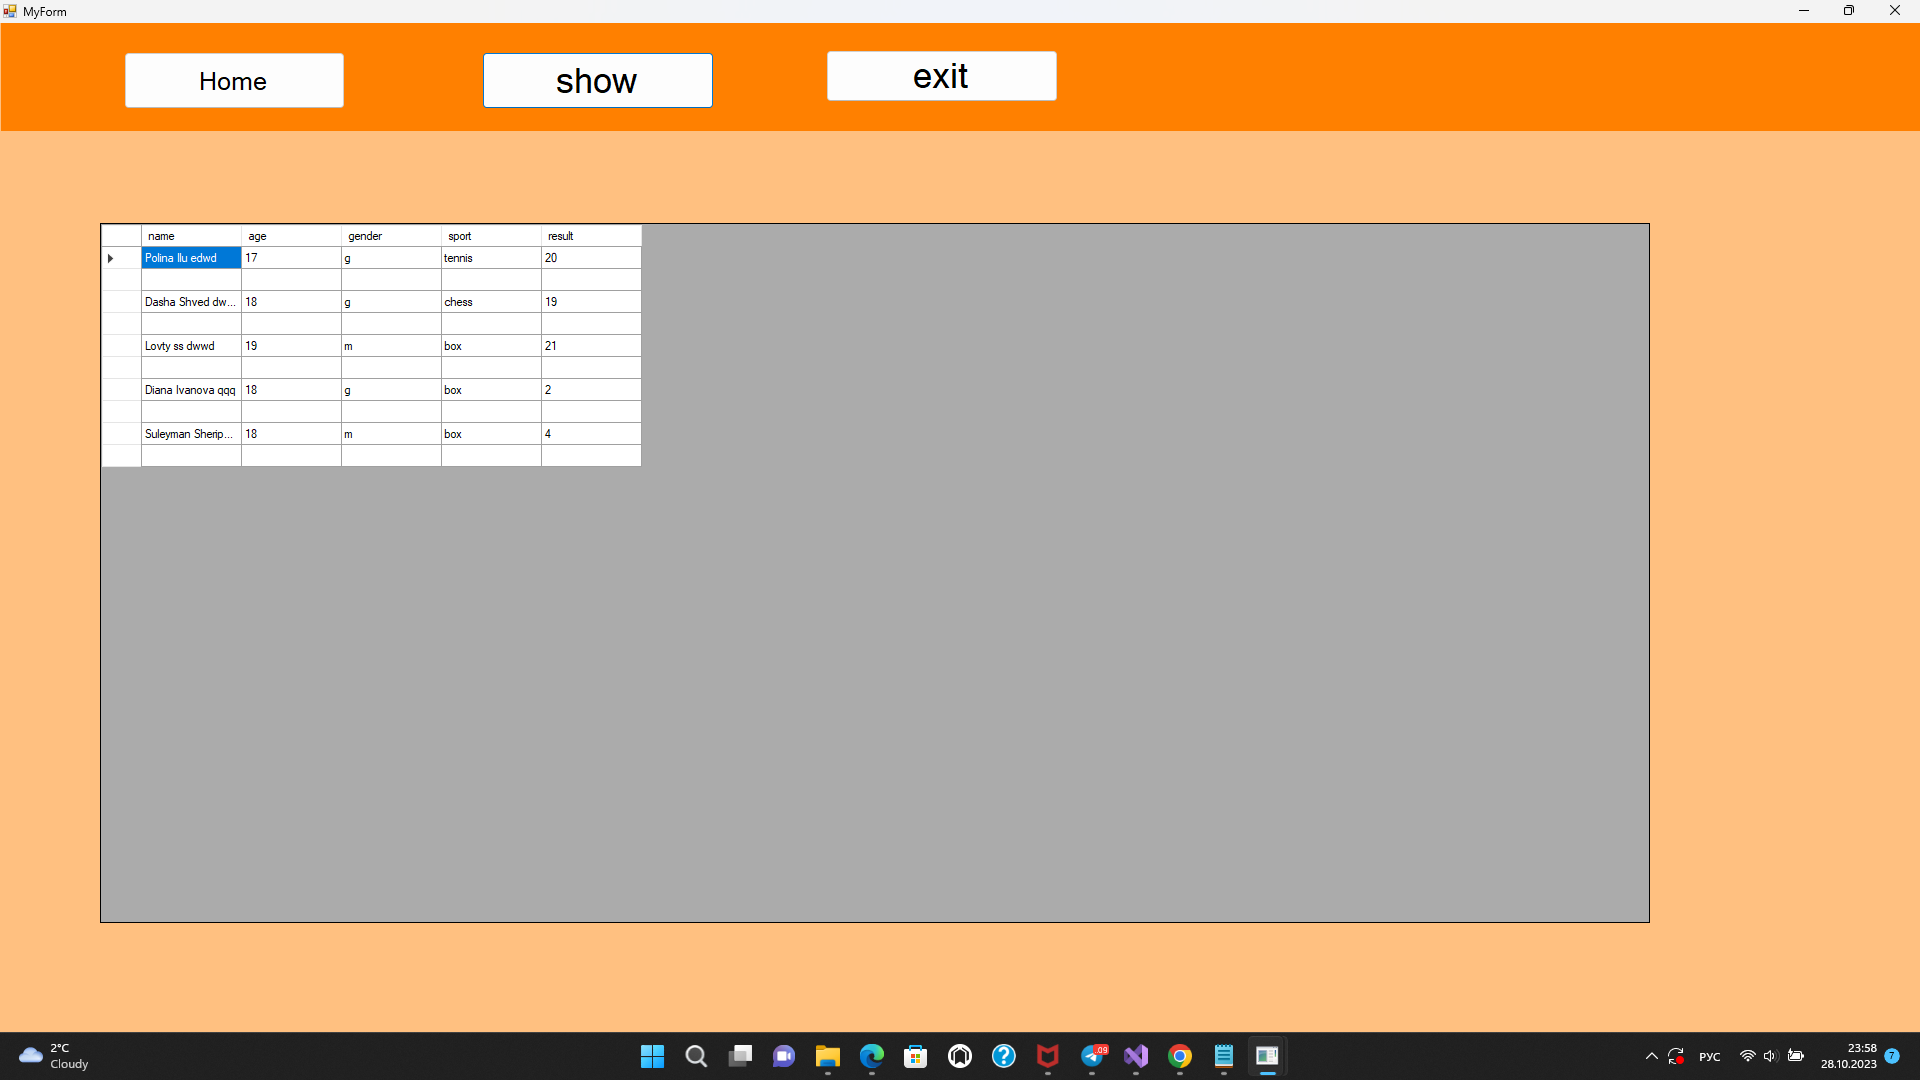 MyForm
Home show exit
name age gender sport result
Polina Ilu edwd 17 g tennis 20
Dasha Shved dw... 18 g chess 19
Lovty ss dwwd 19 m box 21
Diana Ivanova qqq 18 g box 2
Suleyman Sherip... 18 m box 4
2°C
Cloudy
.09
РУС
23:58
28.10.2023
7